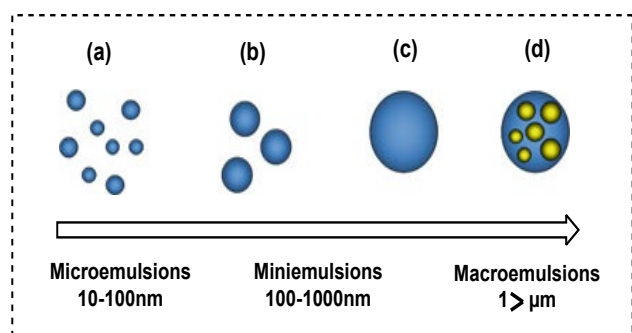 (a) (b) (c) (d)
Microemulsions Miniemulsions Macroemulsions
10-100nm 100-1000nm 1> µm